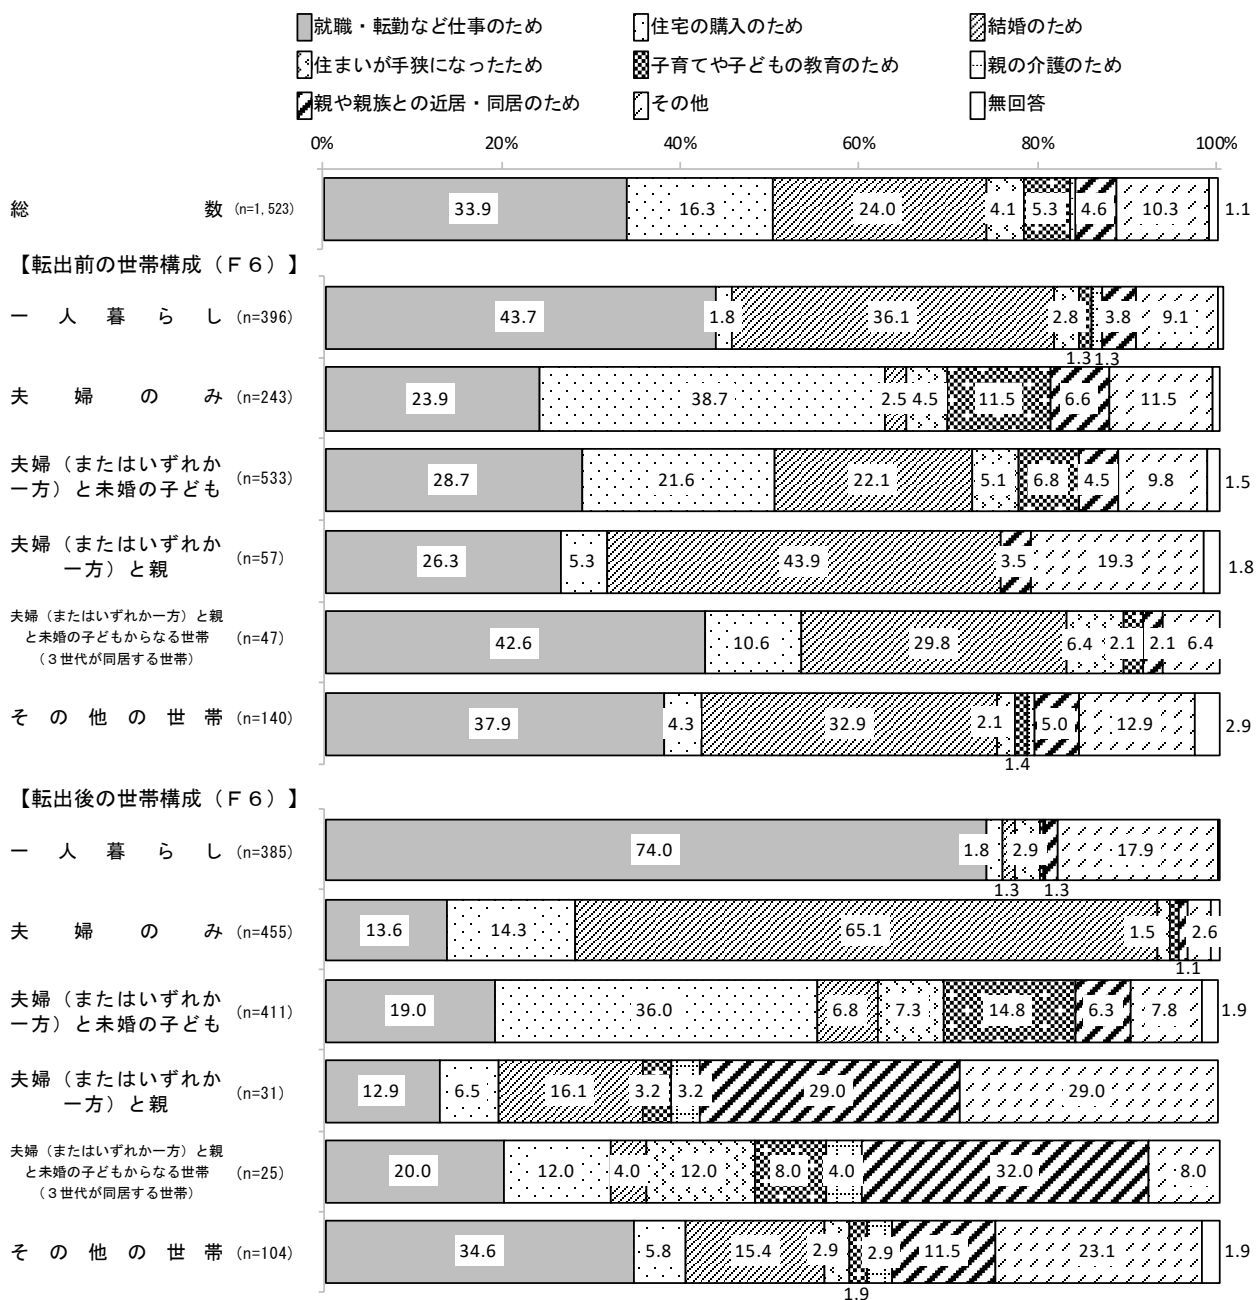 就職・転勤など仕事のため 住宅の購入のため 結婚のため
住まいが手狭になったため 子育てや子どもの教育のため 親の介護のため
親や親族との近居・同居のため その他 無回答
0% 20% 40% 60% 80% 100%
総数 (n=1,523) 33.9 16.3 24.0 4.1 5.3 4.6 10.3 1.1
【転出前の世帯構成（Ｆ６）】
一人暮らし (n=396) 43.7 1.8 36.1 2.8 3.8 9.1
1.3 1.3
夫婦のみ (n=243) 23.9 38.7 2.5 4.5 11.5 6.6 11.5
夫婦（またはいずれか
一方）と未婚の子ども (n=533) 28.7 21.6 22.1 5.1 6.8 4.5 9.8 1.5
夫婦（またはいずれか
一方）と親 (n=57) 26.3 5.3 43.9 3.5 19.3 1.8
夫婦（またはいずれか一方）と親
と未婚の子どもからなる世帯 (n=47) 42.6 10.6 29.8 6.4 2.1 2.1 6.4
（３世代が同居する世帯）
その他の世帯 (n=140) 37.9 4.3 32.9 2.1 5.0 12.9 2.9
1.4
【転出後の世帯構成（Ｆ６）】
一人暮らし (n=385) 74.0 1.8 2.9 17.9
1.3 1.3
夫婦のみ (n=455) 13.6 14.3 65.1 1.5 2.6
1.1
夫婦（またはいずれか
一方）と未婚の子ども (n=411) 19.0 36.0 6.8 7.3 14.8 6.3 7.8 1.9
夫婦（またはいずれか
一方）と親 (n=31) 12.9 6.5 16.1 3.2 3.2 29.0 29.0
夫婦（またはいずれか一方）と親
と未婚の子どもからなる世帯 (n=25) 20.0 12.0 4.0 12.0 8.0 4.0 32.0 8.0
（３世代が同居する世帯）
その他の世帯 (n=104) 34.6 5.8 15.4 2.9 2.9 11.5 23.1 1.9
1.9